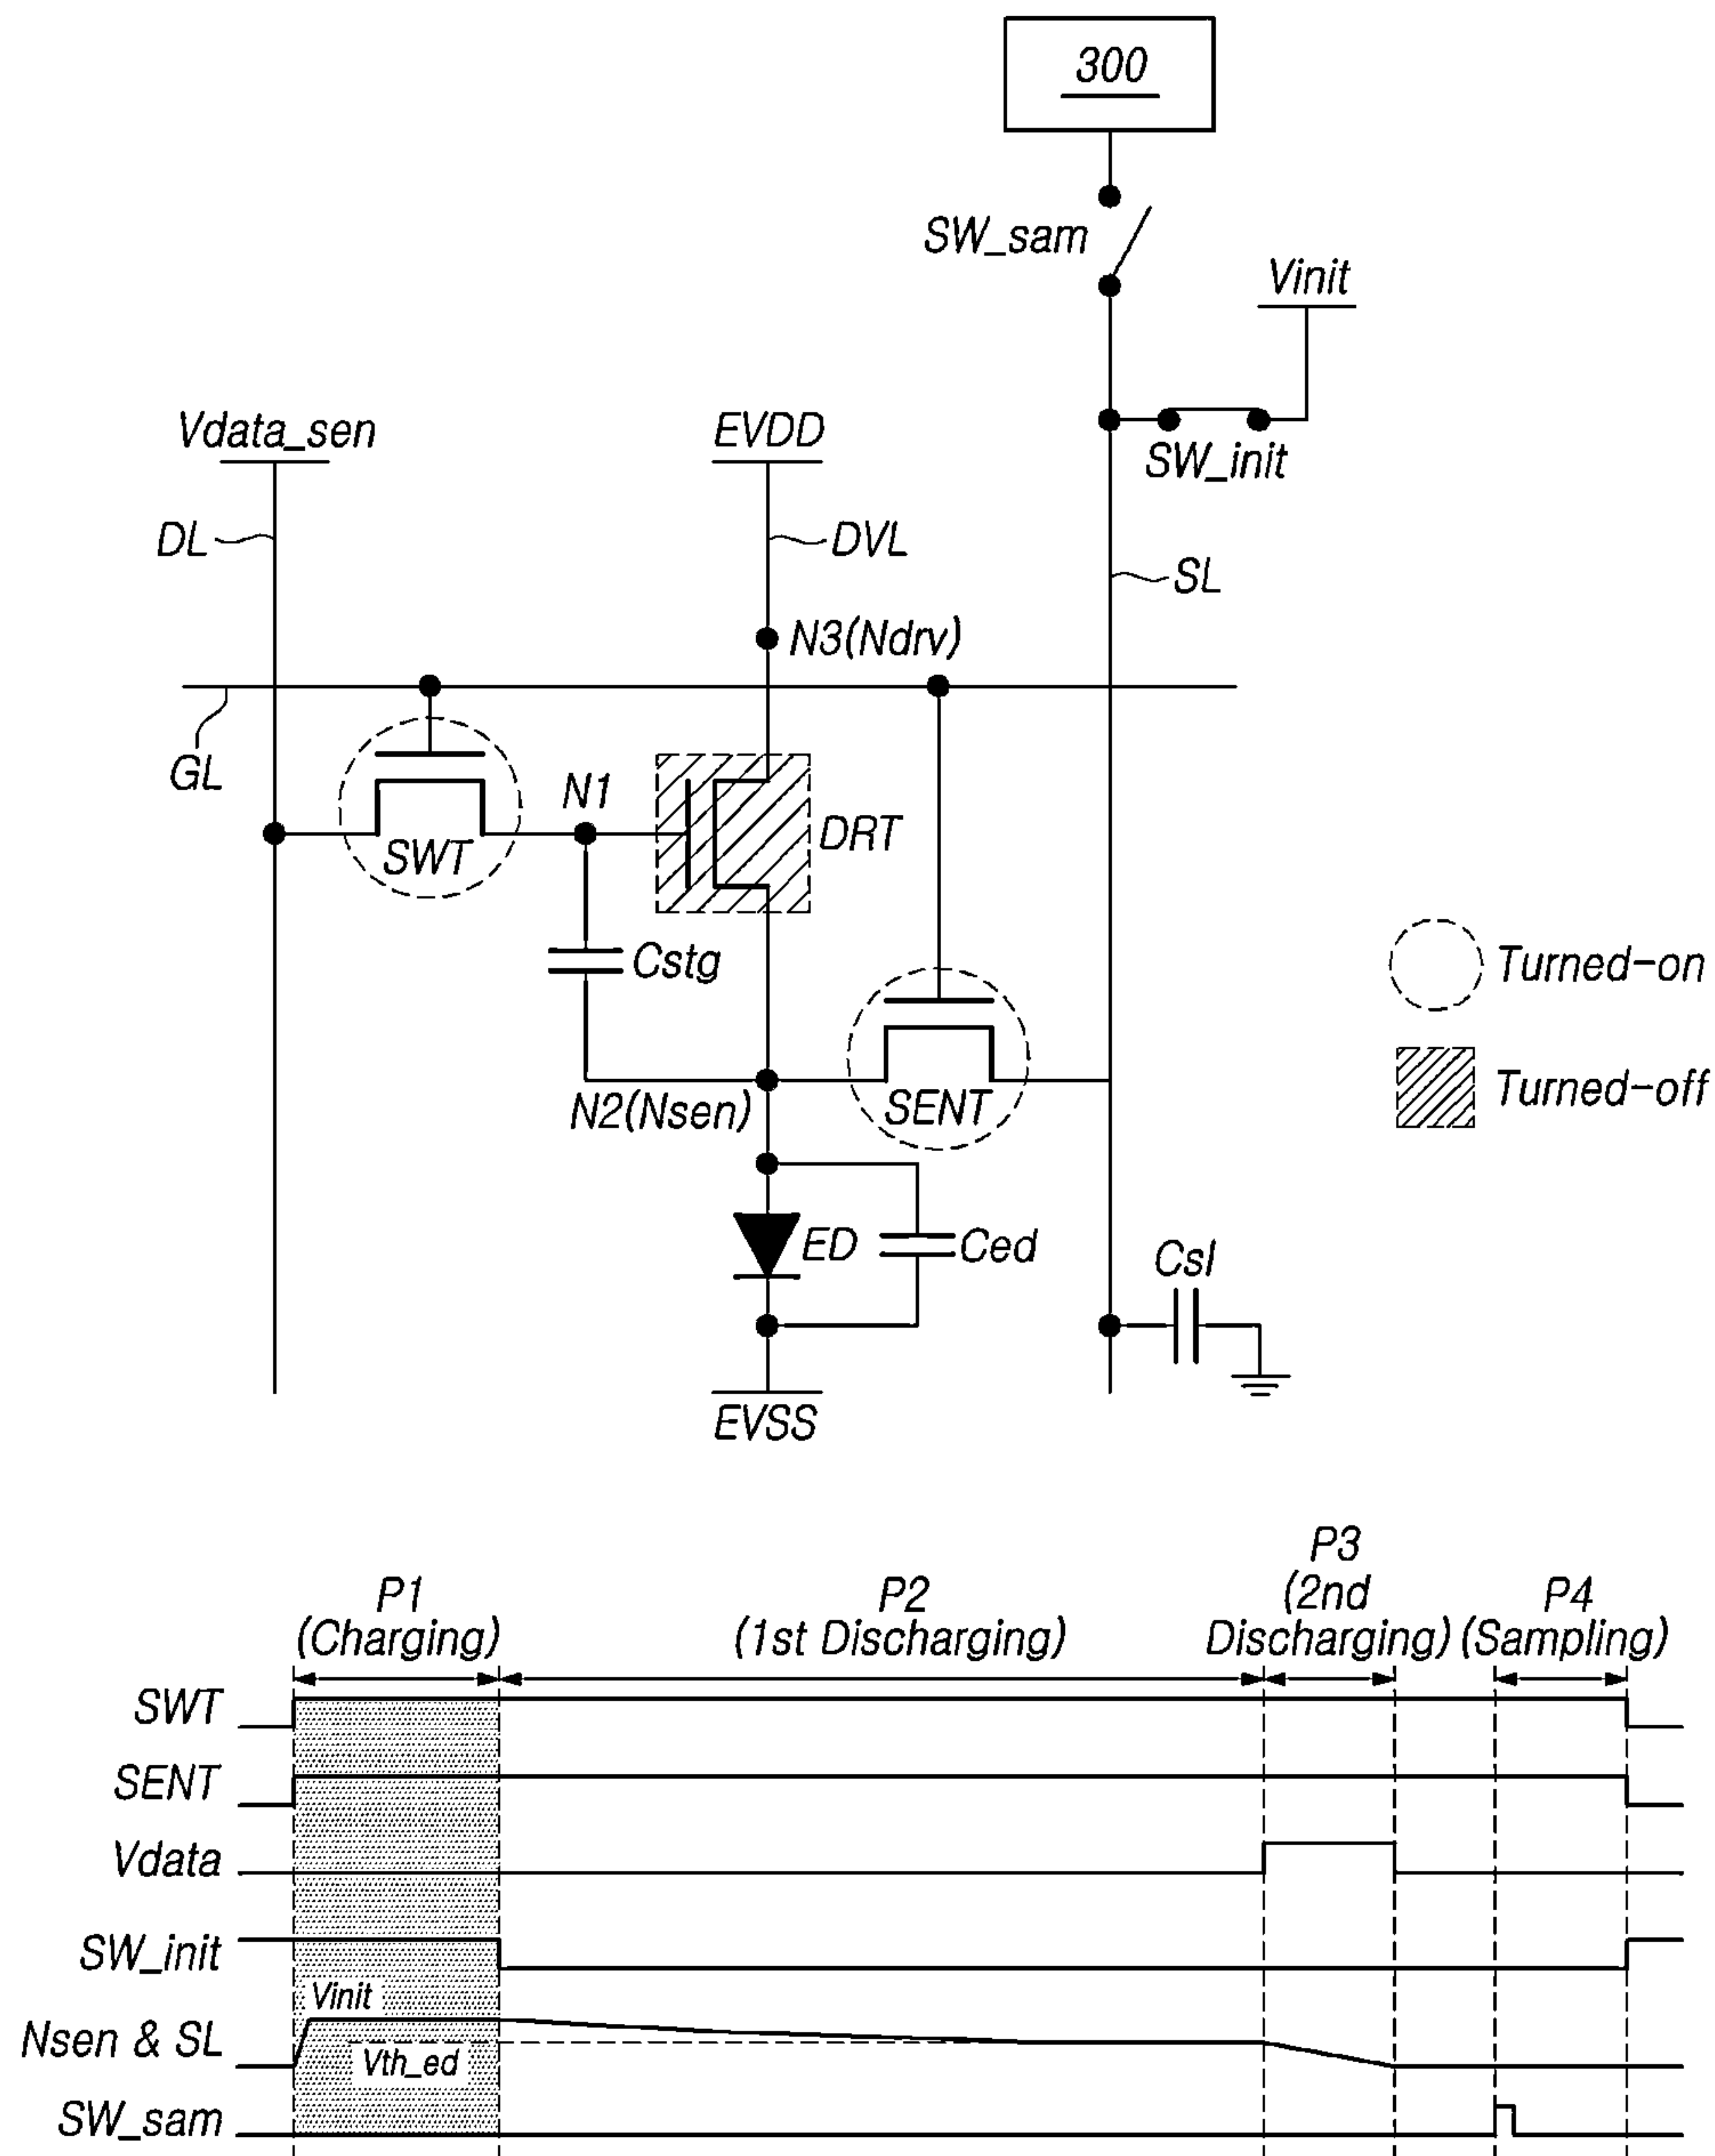 300
SW_sam
Vinit
SW_init
Vdata_sen
EVDD
DL
DVL
SL
N3(Ndrv)
GL
N1
SWT
DRT
Cstg
Turned-on
N2(Nsen)
SENT
Turned-off
ED
Ced
Csl
EVSS
P1
(Charging)
P2
(1st Discharging)
P3
(2nd
Discharging)
P4
(Sampling)
SWT
SENT
Vdata
SW_init
Vinit
Nsen & SL
Vth_ed
SW_sam